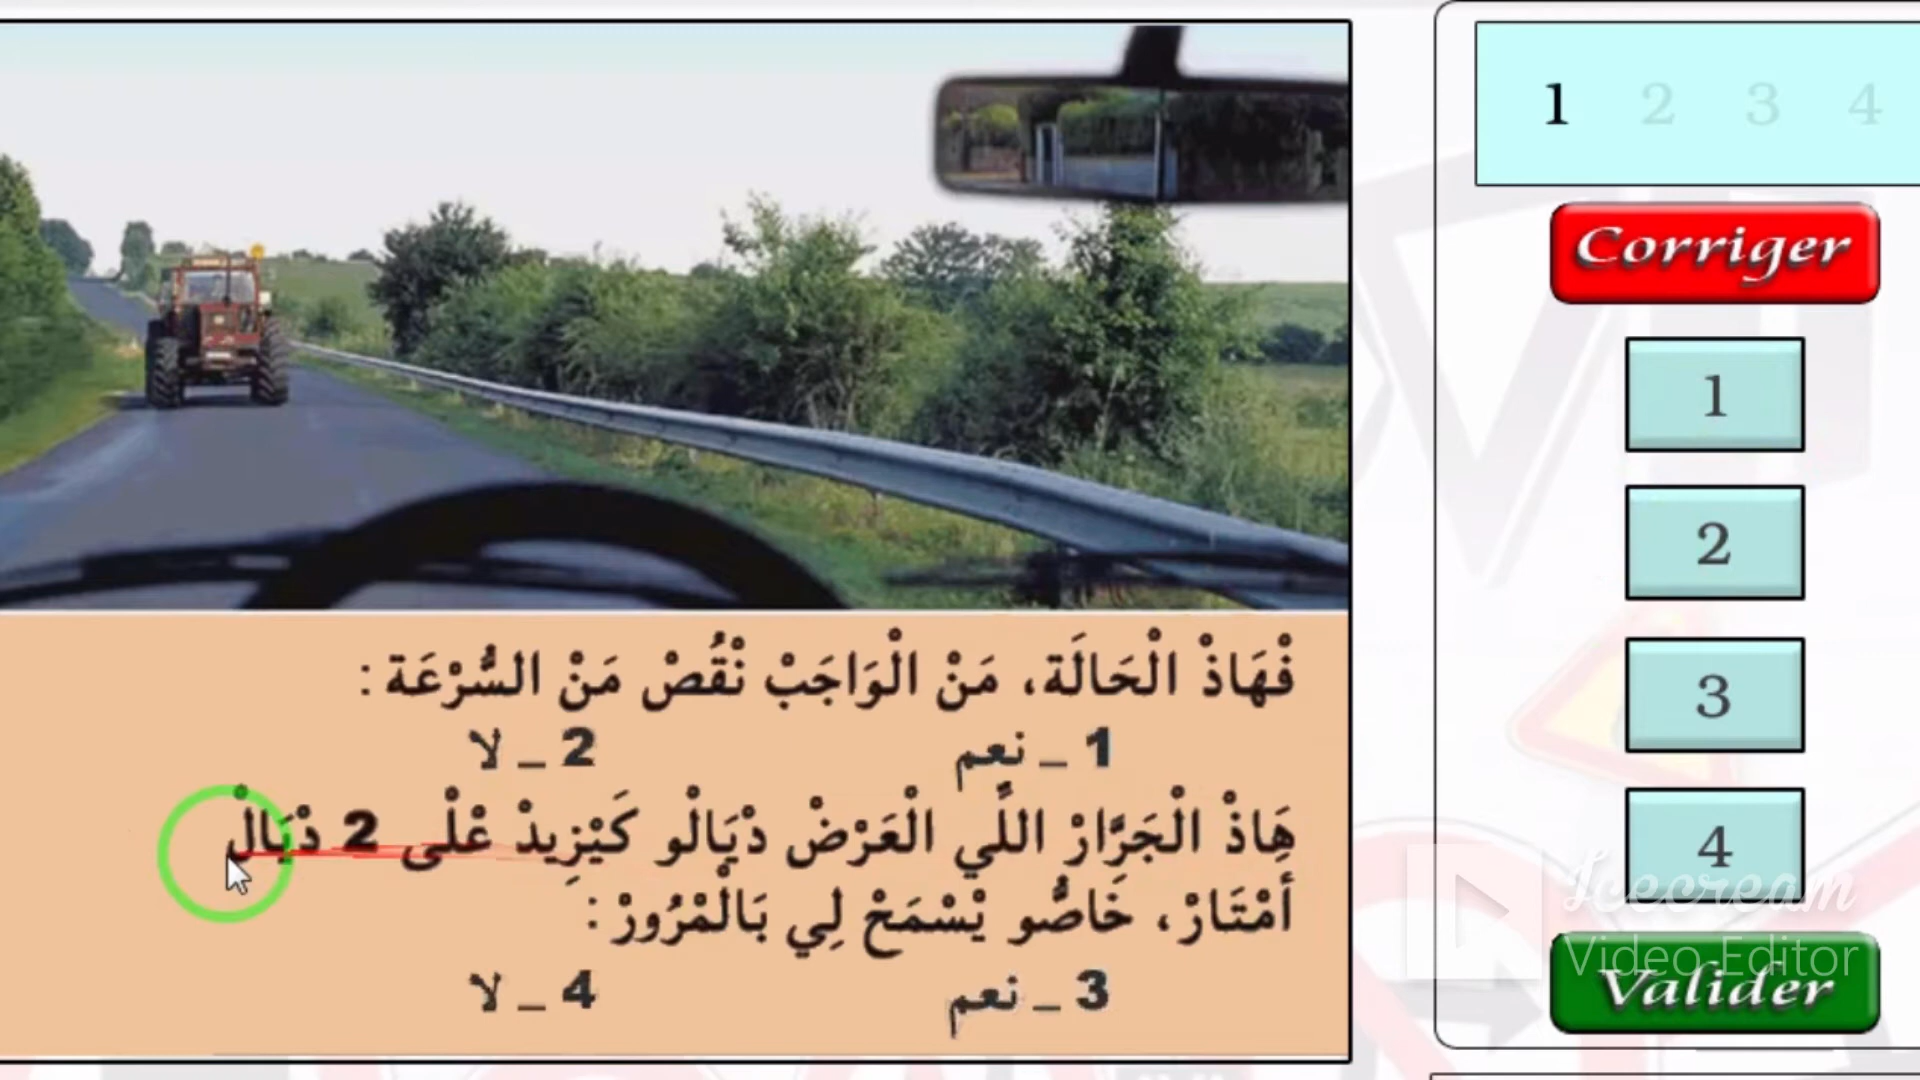 1 2 3 4
Corriger
1
2
3
4
Valider
فْهَاذْ الْحَالَة، مَنْ الْوَاجَبْ نْقُصْ مَنْ السُّرْعَة :
1 ـ نعم 2 ـ لا
هَاذْ الْجَرَّارْ اللِّي الْعَرْضْ دْيَالْو كَيْزِيدْ عْلَى 2 دْيَالْ
أَمْتَارْ، خَاصُّو يْسْمَحْ لِي بَالْمْرُورْ :
3 ـ نعم 4 ـ لا
Icecream
Video Editor